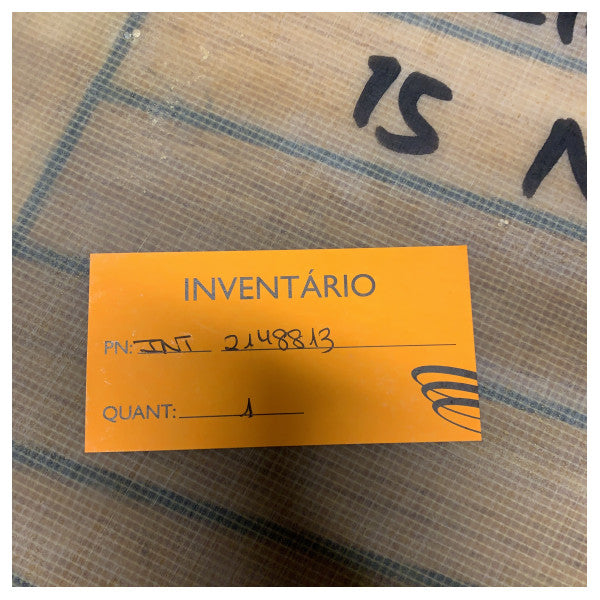 15
INVENTÁRIO
PN: INT 2148813
QUANT: 1